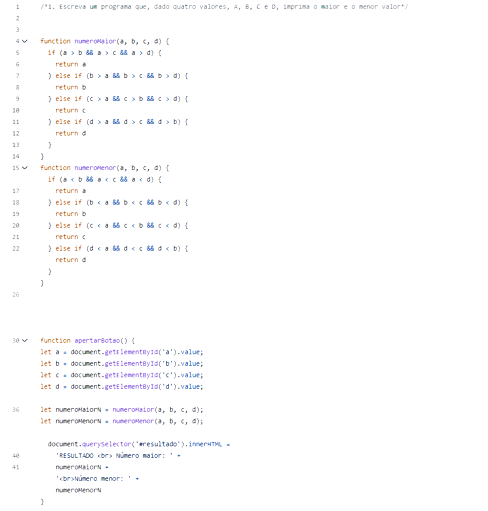 1 /*1. Escreva um programa que, dado quatro valores, A, B, C e D, imprima o maior e o menor valor*/
2
3
4 function numeroMaior(a, b, c, d) {
5 if (a > b && a > c && a > d) {
6 return a
7 } else if (b > a && b > c && b > d) {
8 return b
9 } else if (c > a && c > b && c > d) {
10 return c
11 } else if (d > a && d > c && d > b) {
12 return d
13 }
14 }
15 function numeroMenor(a, b, c, d) {
if (a < b && a < c && a < d) {
17 return a
18 } else if (b < a && b < c && b < d) {
19 return b
20 } else if (c < a && c < b && c < d) {
21 return c
22 } else if (d < a && d < c && d < b) {
return d
}
}
26
30 function apertarBotao() {
let a = document.getElementById('a').value;
let b = document.getElementById('b').value;
let c = document.getElementById('c').value;
let d = document.getElementById('d').value;
36 let numeroMaiorN = numeroMaior(a, b, c, d);
let numeroMenorN = numeroMenor(a, b, c, d);
document.querySelector('#resultado').innerHTML =
40 'RESULTADO <br> Número maior: ' +
41 numeroMaiorN +
'<br>Número menor: ' +
numeroMenorN
}